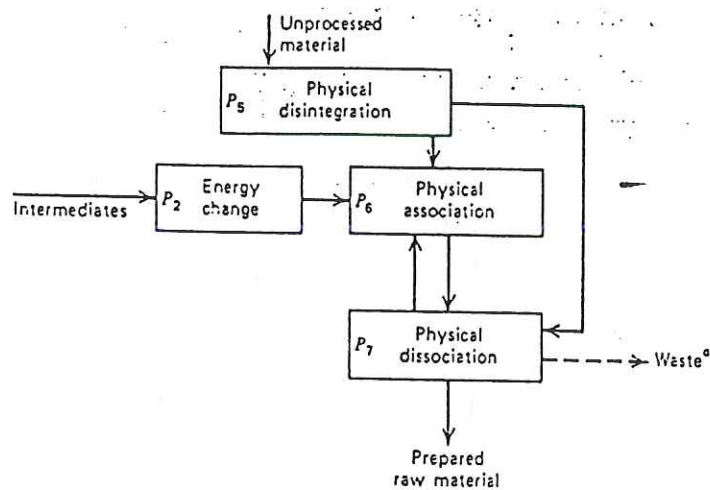 Unprocessed
material
P5 Physical
disintegration
Intermediates
P2 Energy
change
P6 Physical
association
P7 Physical
dissociation
Waste a
Prepared
raw material